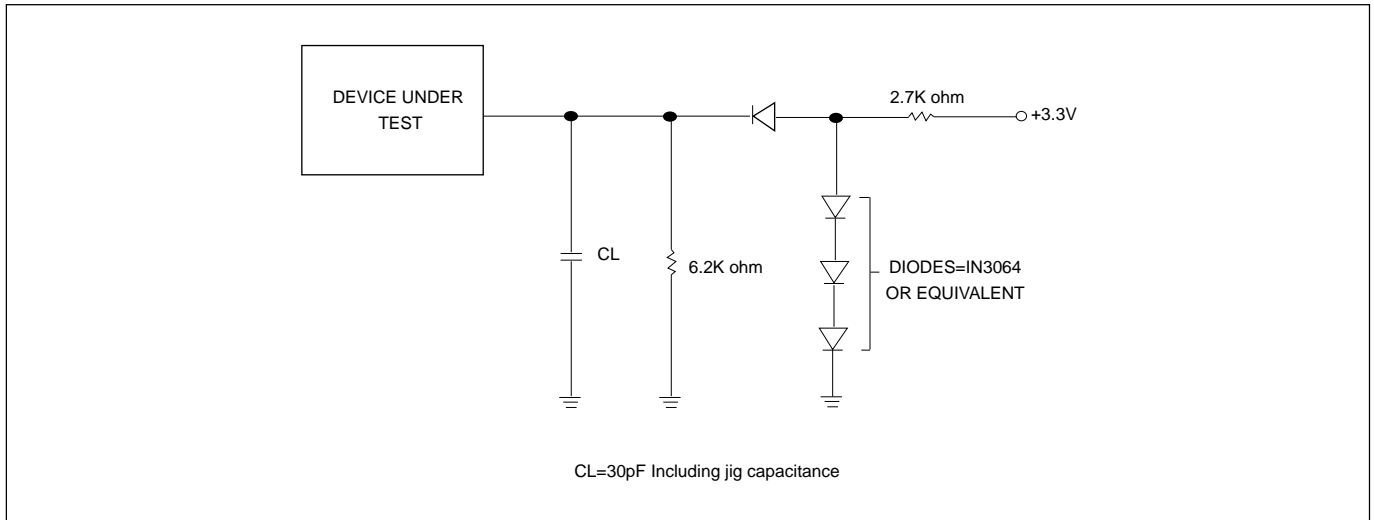 DEVICE UNDER
TEST
2.7K ohm
+3.3V
CL
6.2K ohm
DIODES=IN3064
OR EQUIVALENT
CL=30pF Including jig capacitance